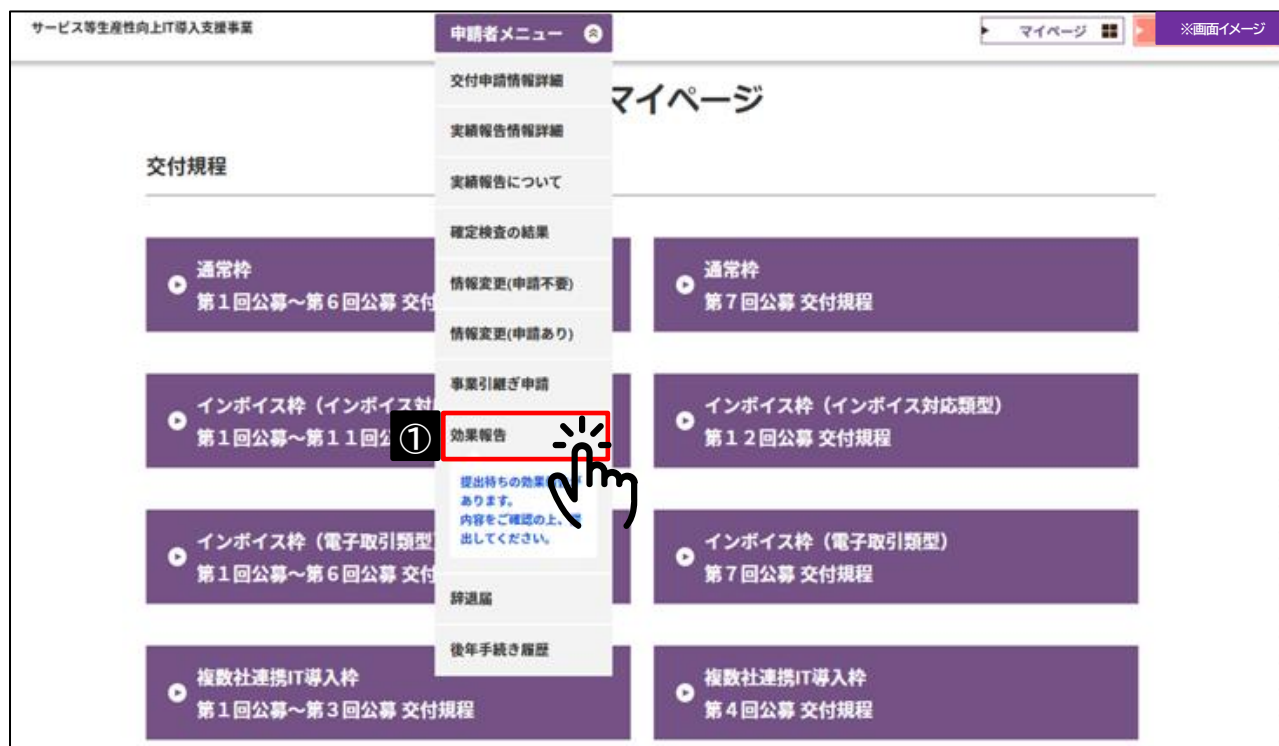 サービス等生産性向上IT導入支援事業
申請者メニュー
マイページ
※画面イメージ
交付申請情報詳細
マイページ
実績報告情報詳細
交付規程
実績報告について
確定検査の結果
通常枠
第1回公募～第6回公募 交付
通常枠
第7回公募 交付規程
情報変更(申請不要)
情報変更(申請あり)
事業引継ぎ申請
インボイス枠（インボイス対
第1回公募～第11回公
インボイス枠（インボイス対応類型）
第12回公募 交付規程
①
効果報告
提出待ちの効果
あります。
内容をご確認の上、
出してください。
インボイス枠（電子取引類型
第1回公募～第6回公募 交付
インボイス枠（電子取引類型）
第7回公募 交付規程
辞退届
後年手続き履歴
複数社連携IT導入枠
第1回公募～第3回公募 交付規程
複数社連携IT導入枠
第4回公募 交付規程